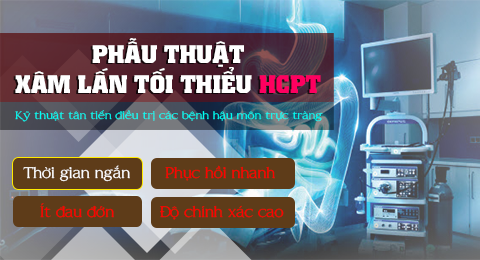 PHẪU THUẬT
XÂM LẤN TỐI THIỂU HGPT
Kỹ thuật tân tiến điều trị các bệnh hậu môn trực tràng
Thời gian ngắn
Phục hồi nhanh
Ít đau đớn
Độ chính xác cao